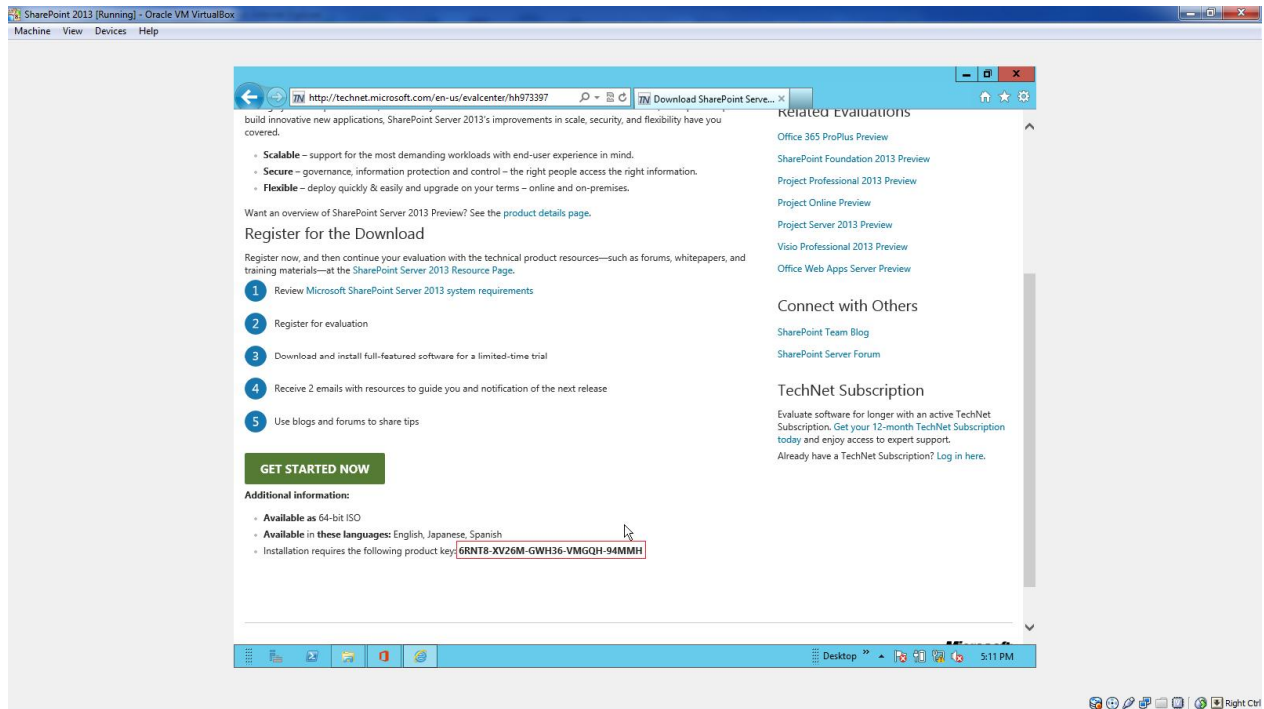 SharePoint 2013 [Running] - Oracle VM VirtualBox
Machine View Devices Help
http://technet.microsoft.com/en-us/evalcenter/hh973397
Download SharePoint Serve...
build innovative new applications, SharePoint Server 2013's improvements in scale, security, and flexibility have you
covered.
Scalable – support for the most demanding workloads with end-user experience in mind.
Secure – governance, information protection and control – the right people access the right information.
Flexible – deploy quickly & easily and upgrade on your terms – online and on-premises.
Want an overview of SharePoint Server 2013 Preview? See the product details page.
Register for the Download
Register now, and then continue your evaluation with the technical product resources—such as forums, whitepapers, and
training materials—at the SharePoint Server 2013 Resource Page.
1 Review Microsoft SharePoint Server 2013 system requirements
2 Register for evaluation
3 Download and install full-featured software for a limited-time trial
4 Receive 2 emails with resources to guide you and notification of the next release
5 Use blogs and forums to share tips
GET STARTED NOW
Additional information:
Available as 64-bit ISO
Available in these languages: English, Japanese, Spanish
Installation requires the following product key: 6RNT8-XV26M-GWH36-VMGQH-94MMH
Related Evaluations
Office 365 ProPlus Preview
SharePoint Foundation 2013 Preview
Project Professional 2013 Preview
Project Online Preview
Project Server 2013 Preview
Visio Professional 2013 Preview
Office Web Apps Server Preview
Connect with Others
SharePoint Team Blog
SharePoint Server Forum
TechNet Subscription
Evaluate software for longer with an active TechNet
Subscription. Get your 12-month TechNet Subscription
today and enjoy access to expert support.
Already have a TechNet Subscription? Log in here.
Desktop
5:11 PM
Right Ctrl